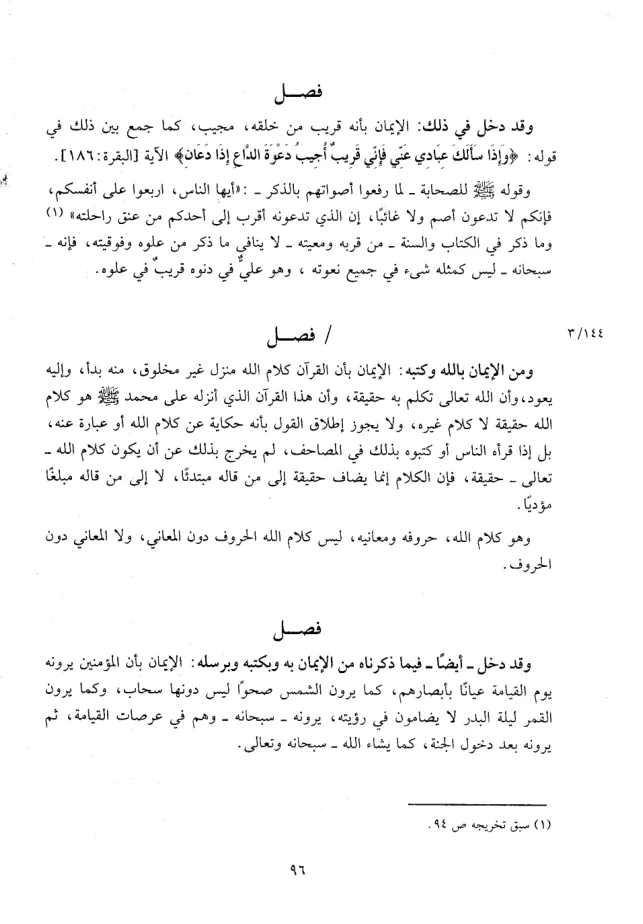 فصــل
وقد دخل في ذلك: الإيمان بأنه قريب من خلقه، مجيب، كما جمع بين ذلك في
قوله: ﴿وَإِذَا سَأَلَكَ عِبَادِي عَنِّي فَإِنِّي قَرِيبٌ أُجِيبُ دَعْوَةَ الدَّاعِ إِذَا دَعَانِ﴾ الآية [البقرة:١٨٦].
وقوله ﷺ للصحابة ـ لما رفعوا أصواتهم بالذكر ـ: «أيها الناس، اربعوا على أنفسكم،
فإنكم لا تدعون أصم ولا غائبًا، إن الذي تدعونه أقرب إلى أحدكم من عنق راحلته» (١)
وما ذكر في الكتاب والسنة ـ من قربه ومعيته ـ لا ينافي ما ذكر من علوه وفوقيته، فإنه ـ
سبحانه ـ ليس كمثله شىء في جميع نعوته ، وهو عليٌّ في دنوه قريبٌ في علوه.
٣/١٤٤
/ فصــل
ومن الإيمان بالله وكتبه: الإيمان بأن القرآن كلام الله منزل غير مخلوق، منه بدأ، وإليه
يعود،وأن الله تعالى تكلم به حقيقة، وأن هذا القرآن الذي أنزله على محمد ﷺ هو كلام
الله حقيقة لا كلام غيره، ولا يجوز إطلاق القول بأنه حكاية عن كلام الله أو عبارة عنه،
بل إذا قرأه الناس أو كتبوه بذلك في المصاحف، لم يخرج بذلك عن أن يكون كلام الله ـ
تعالى ـ حقيقة، فإن الكلام إنما يضاف حقيقة إلى من قاله مبتدئًا، لا إلى من قاله مبلغًا
مؤديًا.
وهو كلام الله، حروفه ومعانيه، ليس كلام الله الحروف دون المعاني، ولا المعاني دون
الحروف.
فصــل
وقد دخل ـ أيضًا ـ فيما ذكرناه من الإيمان به وبكتبه وبرسله: الإيمان بأن المؤمنين يرونه
يوم القيامة عيانًا بأبصارهم، كما يرون الشمس صحوًا ليس دونها سحاب، وكما يرون
القمر ليلة البدر لا يضامون في رؤيته، يرونه ـ سبحانه ـ وهم في عرصات القيامة، ثم
يرونه بعد دخول الجنة، كما يشاء الله ـ سبحانه وتعالى.
(١) سبق تخريجه ص ٩٤.
٩٦